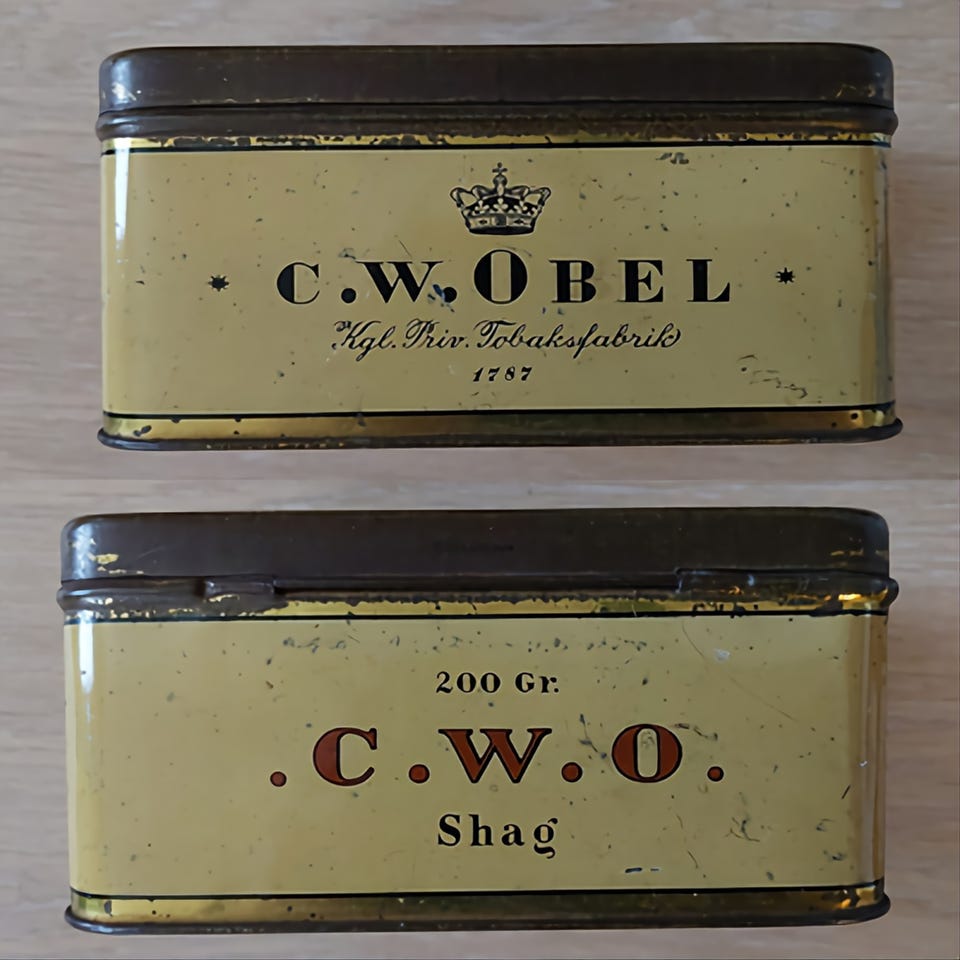 C.W.OBEL
Kgl. Priv. Tobaksfabrik
1787
200 Gr.
.C.W.O.
Shag